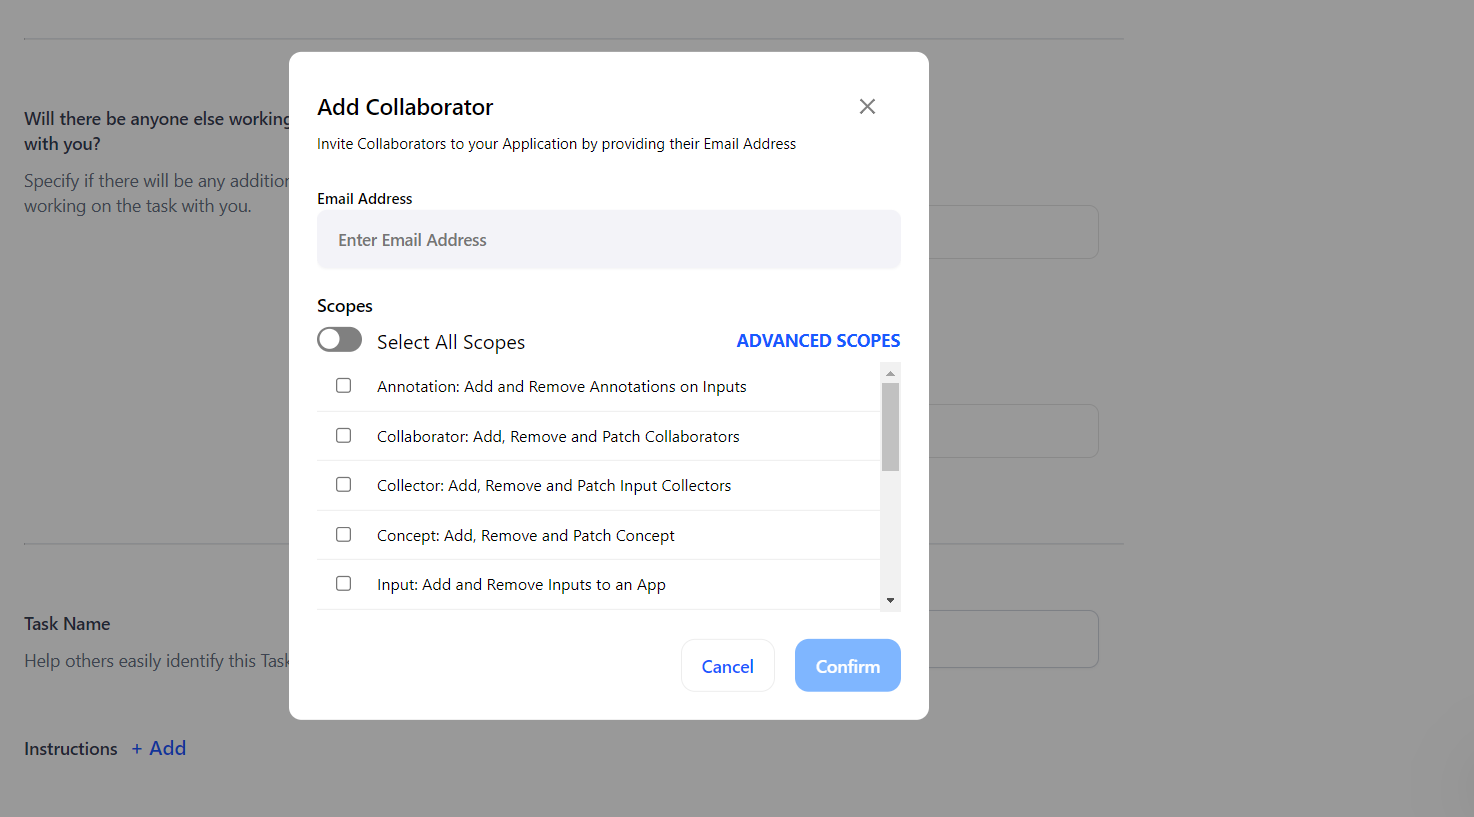 Will there be anyone else working
with you?
Specify if there will be any addition
working on the task with you.
Add Collaborator
Invite Collaborators to your Application by providing their Email Address
Email Address
Enter Email Address
Scopes
Select All Scopes
ADVANCED SCOPES
Annotation: Add and Remove Annotations on Inputs
Collaborator: Add, Remove and Patch Collaborators
Collector: Add, Remove and Patch Input Collectors
Concept: Add, Remove and Patch Concept
Input: Add and Remove Inputs to an App
Cancel
Confirm
Task Name
Help others easily identify this Task
Instructions + Add